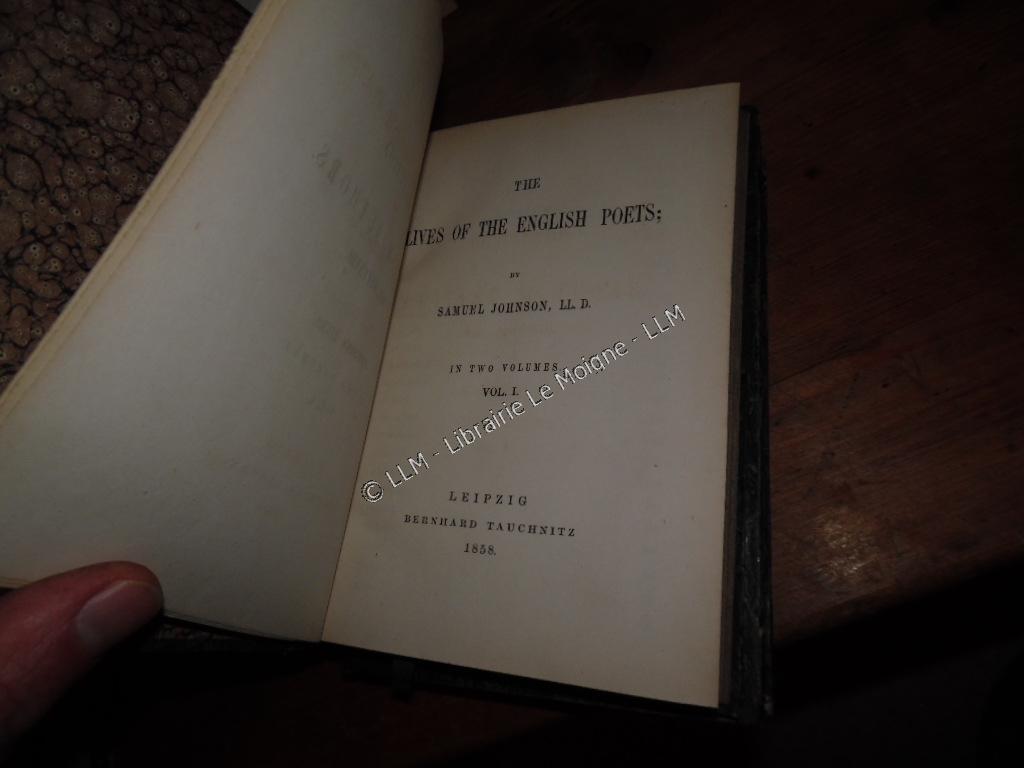 THE
LIVES OF THE ENGLISH POETS;
BY
SAMUEL JOHNSON, LL. D.
IN TWO VOLUMES
VOL. I.
© LLM - Librairie Le Moigne - LLM
LEIPZIG
BERNHARD TAUCHNITZ
1858.